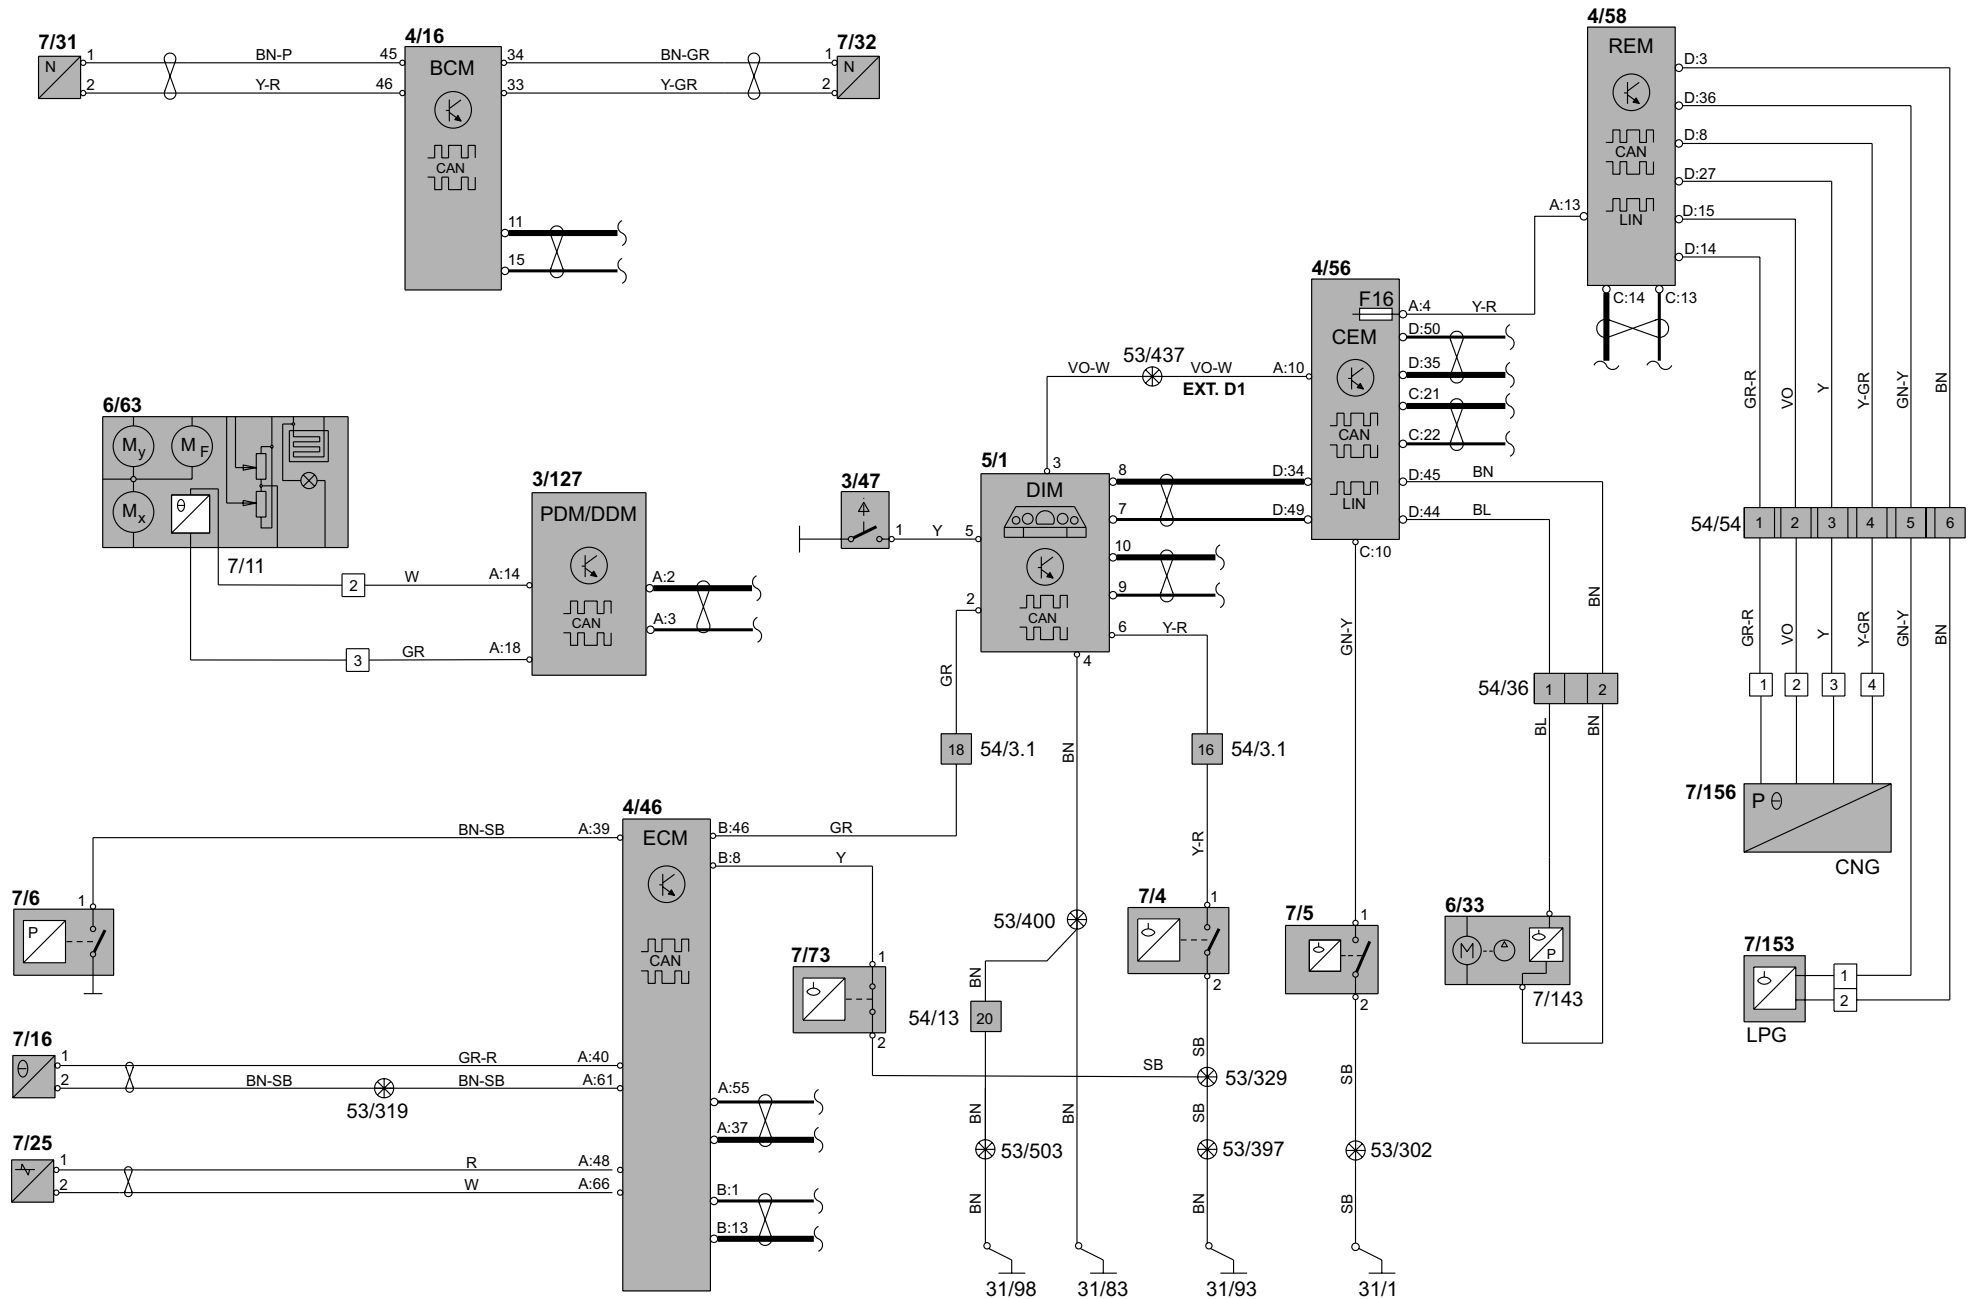 7/31
N
1
2
BN-P
Y-R
45
46
4/16
BCM
CAN
34
33
11
15
BN-GR
Y-GR
1
2
7/32
N
4/58
REM
CAN
LIN
D:3
D:36
D:8
D:27
D:15
D:14
A:13
C:14
C:13
4/56
F16
CEM
CAN
LIN
A:4
Y-R
D:50
D:35
C:21
C:22
D:45
BN
D:44
BL
C:10
53/437
VO-W
VO-W
A:10
EXT. D1
D:34
D:49
GR-R
VO
Y
Y-GR
GN-Y
BN
54/54
1
2
3
4
5
6
GR-R
VO
Y
Y-GR
GN-Y
BN
1
2
3
4
7/156
P θ
CNG
6/63
My
MF
Mx
θ
7/11
2
W
A:14
3
GR
A:18
3/127
PDM/DDM
CAN
A:2
A:3
3/47
1
Y
5
5/1
DIM
CAN
3
8
7
10
9
6
Y-R
2
4
GR
18
54/3.1
BN
16
54/3.1
Y-R
GN-Y
BN
54/36
1
2
BL
BN
4/46
ECM
CAN
A:39
BN-SB
B:46
GR
B:8
Y
7/6
1
P
7/16
θ
1
2
GR-R
A:40
BN-SB
BN-SB
A:61
53/319
7/25
1
2
R
A:48
W
A:66
A:55
A:37
B:1
B:13
7/73
1
2
SB
53/400
BN
54/13
20
BN
BN
53/503
BN
31/98
31/83
7/4
1
2
SB
53/329
SB
53/397
BN
31/93
7/5
1
2
SB
53/302
SB
31/1
6/33
M
P
7/143
7/153
1
2
LPG